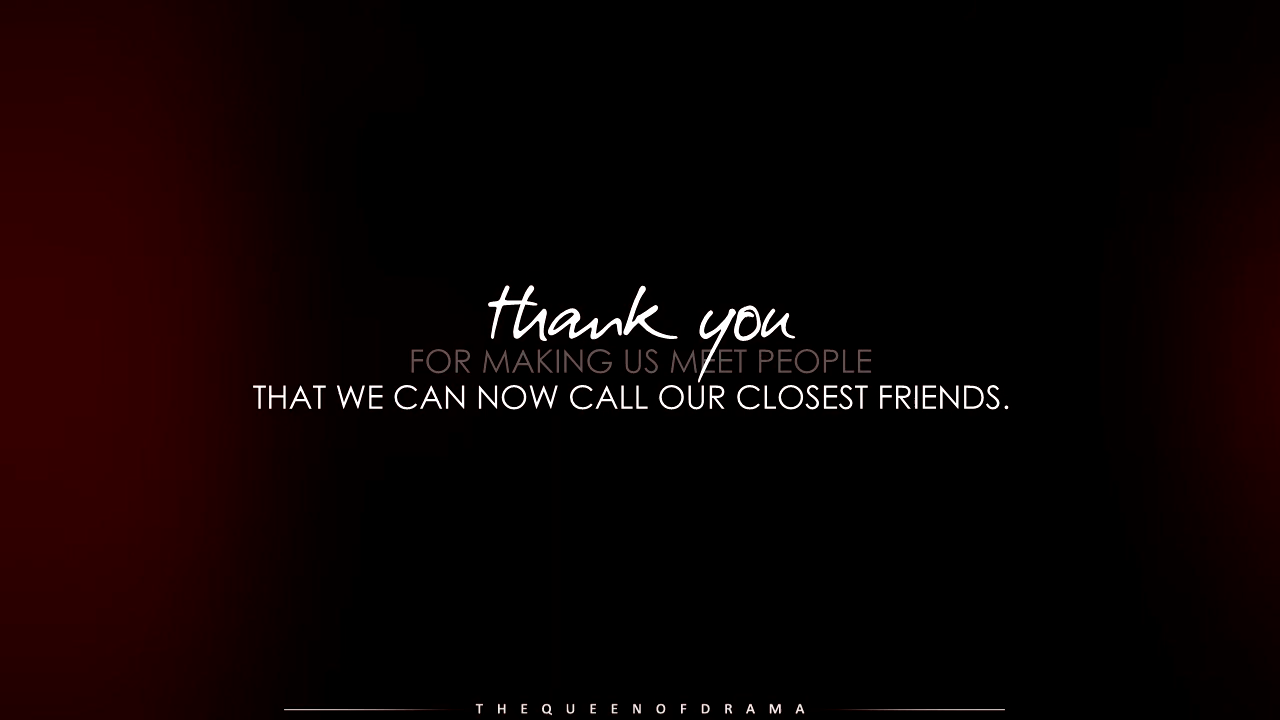 thank you
FOR MAKING US MEET PEOPLE
THAT WE CAN NOW CALL OUR CLOSEST FRIENDS.
THEQUEENOFDRAMA